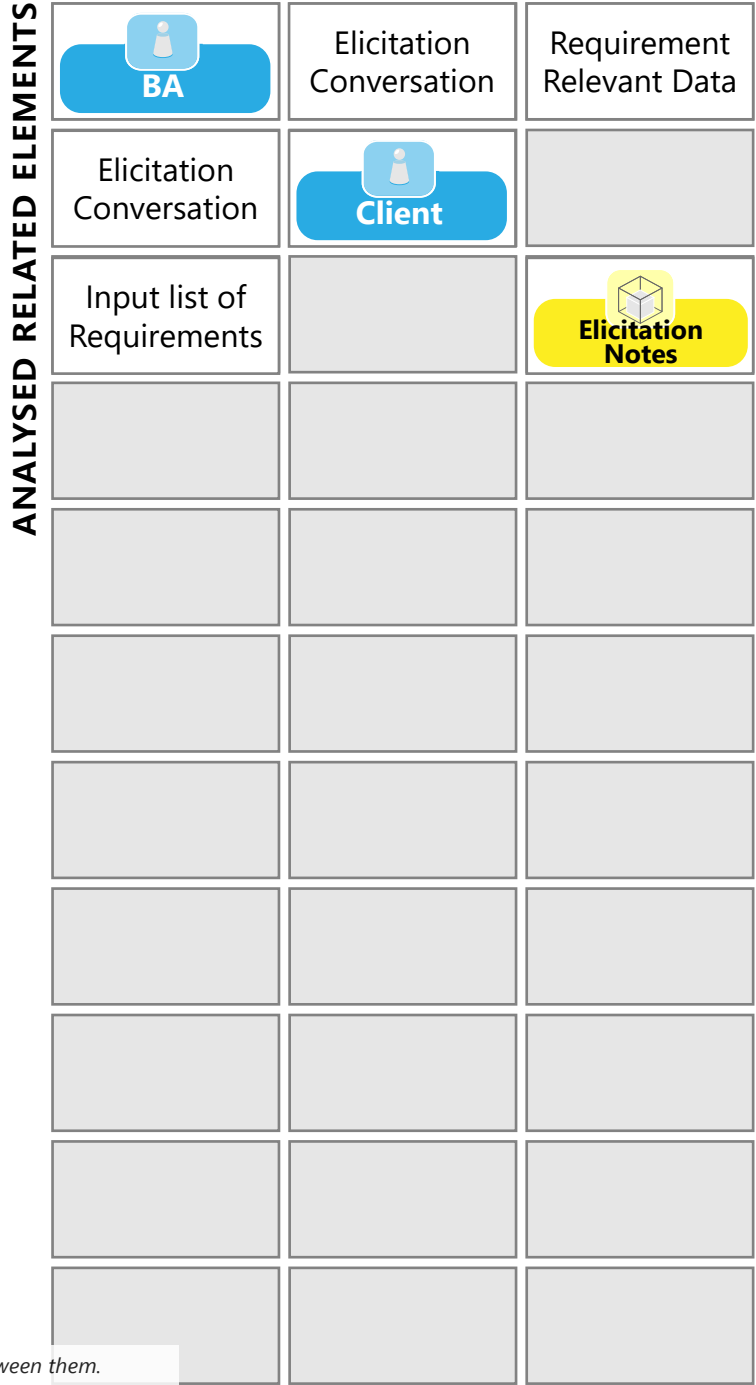 ANALYSED RELATED ELEMENTS
BA
Elicitation
Conversation
Requirement
Relevant Data
Elicitation
Conversation
Client
Input list of
Requirements
Elicitation
Notes
them.